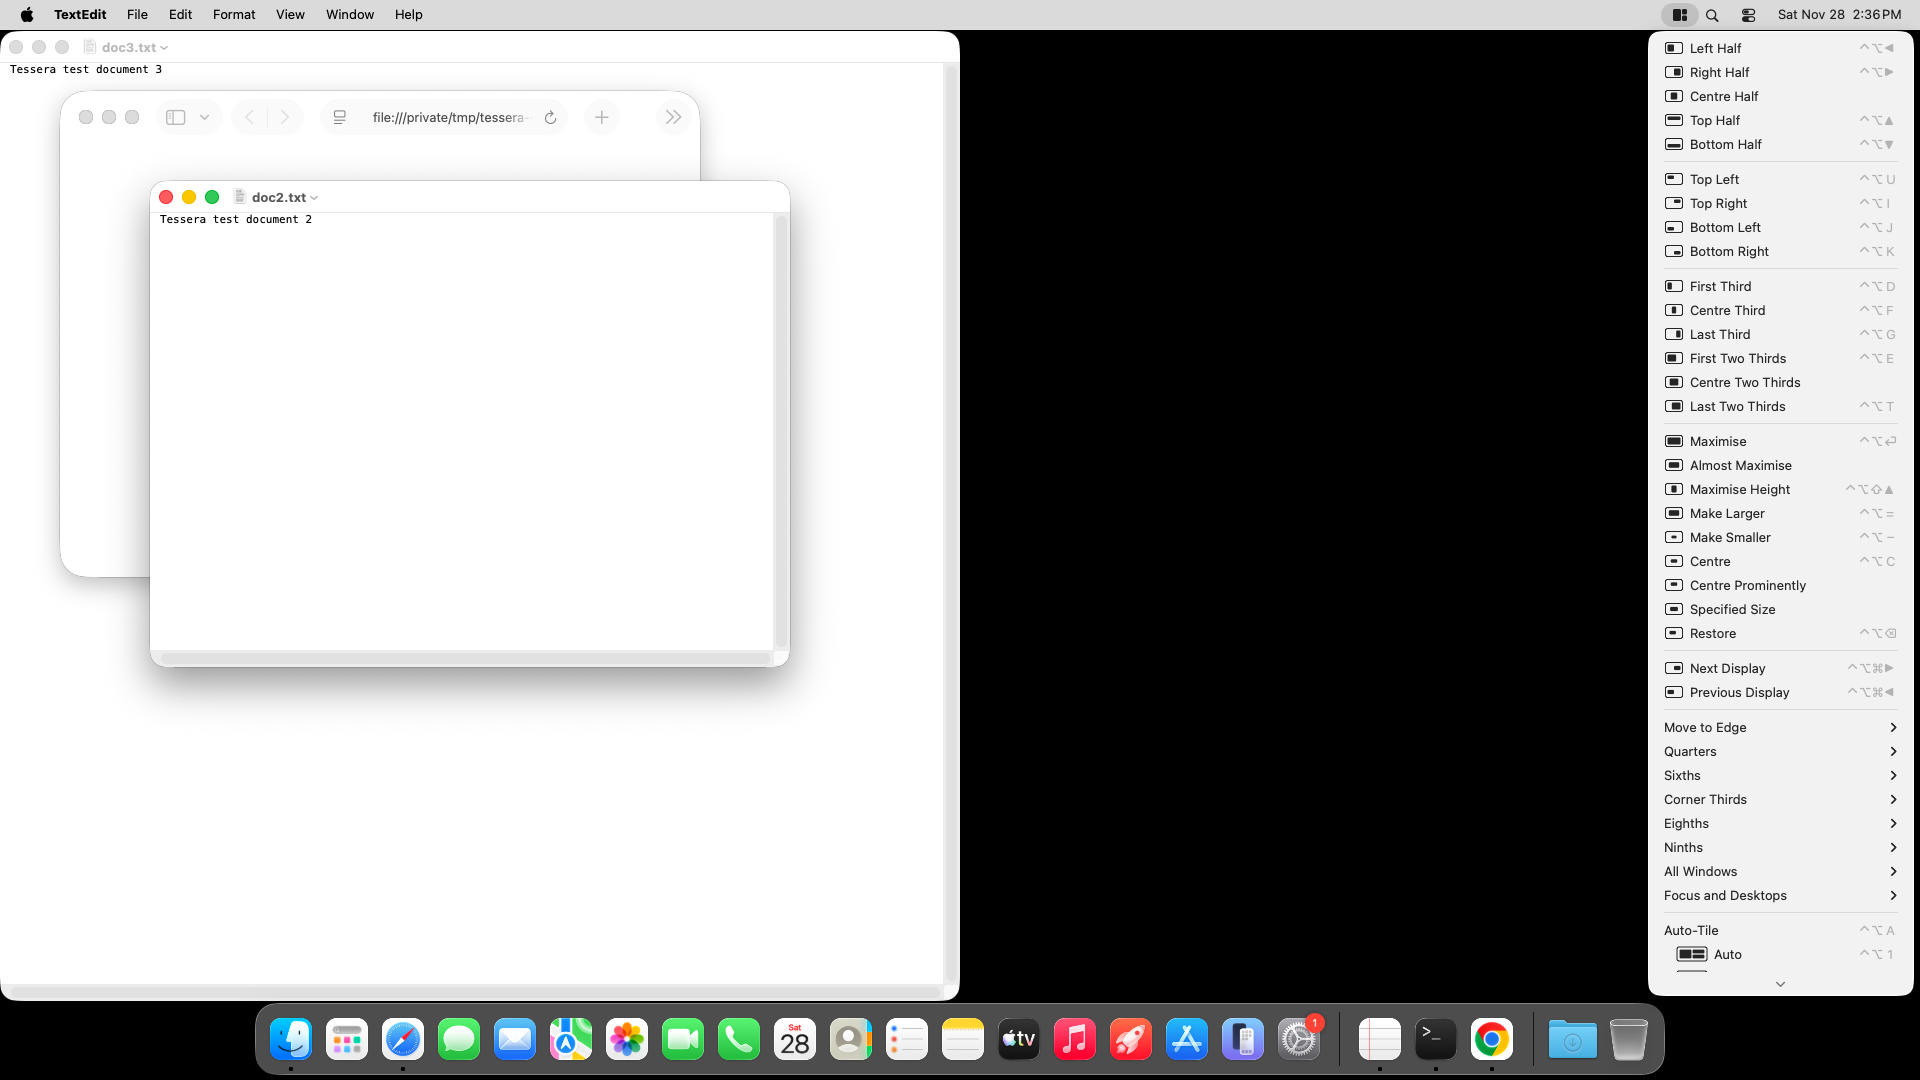 TextEdit File Edit Format View Window Help Sat Nov 28 2:36 PM
doc3.txt
Tessera test document 3
file:///private/tmp/tessera-
doc2.txt
Tessera test document 2
Left Half ^⌥◀
Right Half ^⌥▶
Centre Half
Top Half ^⌥▲
Bottom Half ^⌥▼
Top Left ^⌥U
Top Right ^⌥I
Bottom Left ^⌥J
Bottom Right ^⌥K
First Third ^⌥D
Centre Third ^⌥F
Last Third ^⌥G
First Two Thirds ^⌥E
Centre Two Thirds
Last Two Thirds ^⌥T
Maximise ^⌥↩
Almost Maximise
Maximise Height ^⌥⇧▲
Make Larger ^⌥=
Make Smaller ^⌥−
Centre ^⌥C
Centre Prominently
Specified Size
Restore ^⌥⌫
Next Display ^⌥⌘▶
Previous Display ^⌥⌘◀
Move to Edge
Quarters
Sixths
Corner Thirds
Eighths
Ninths
All Windows
Focus and Desktops
Auto-Tile ^⌥A
Auto ^⌥1
Sat
28
tv
1
>_